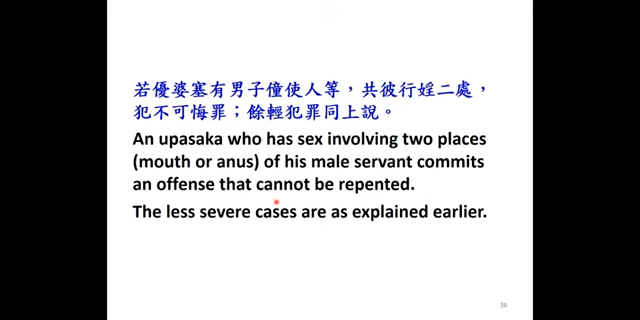 若優婆塞有男子僮使人等，共彼行婬二處，
犯不可悔罪；餘輕犯罪同上說。
An upasaka who has sex involving two places
(mouth or anus) of his male servant commits
an offense that cannot be repented.
The less severe cases are as explained earlier.
36